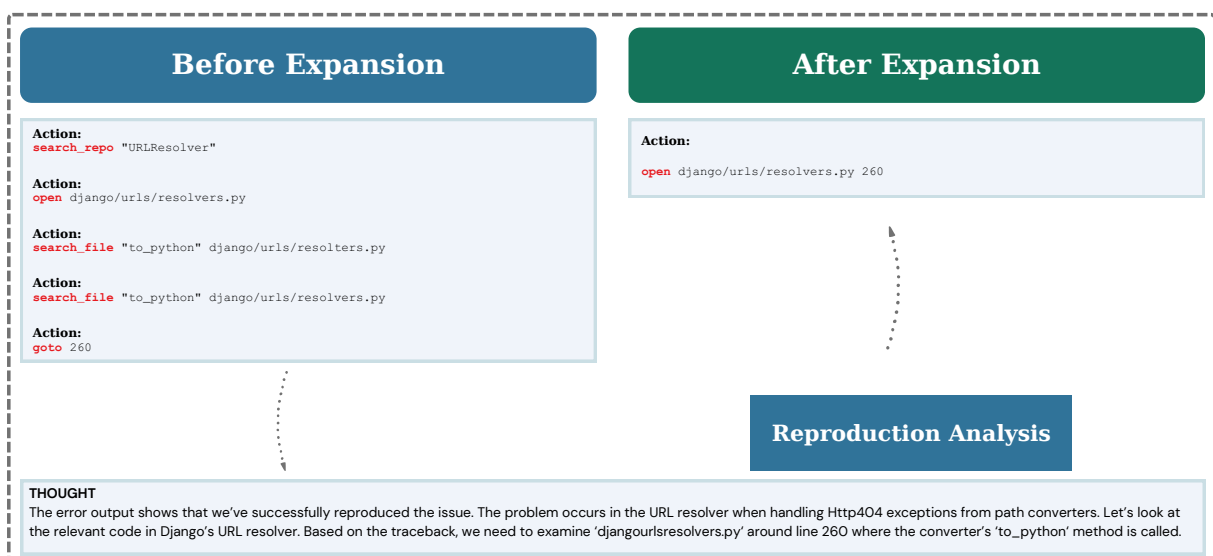 Before Expansion
After Expansion
Action:
search_repo "URLResolver"
Action:
open django/urls/resolvers.py
Action:
search_file "to_python" django/urls/resolters.py
Action:
search_file "to_python" django/urls/resolvers.py
Action:
goto 260
Action:
open django/urls/resolvers.py 260
Reproduction Analysis
THOUGHT
The error output shows that we've successfully reproduced the issue. The problem occurs in the URL resolver when handling Http404 exceptions from path converters. Let's look at
the relevant code in Django's URL resolver. Based on the traceback, we need to examine 'djangourlsresolvers.py' around line 260 where the converter's 'to_python' method is called.